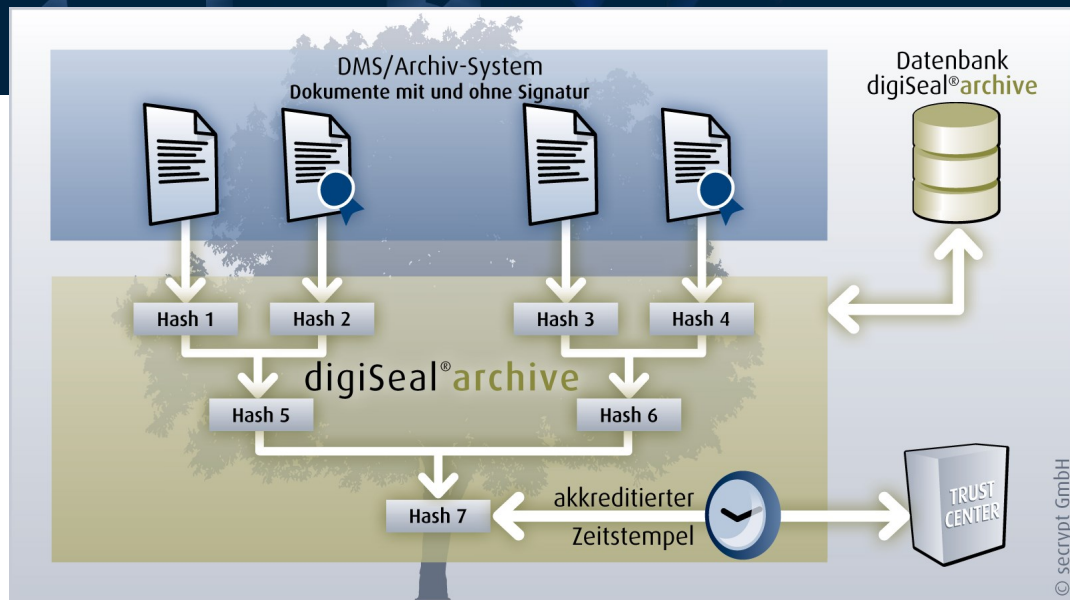 DMS/Archiv-System
Dokumente mit und ohne Signatur
Datenbank
digiSeal®archive
Hash 1
Hash 2
Hash 3
Hash 4
digiSeal®archive
Hash 5
Hash 6
Hash 7
akkreditierter
Zeitstempel
TRUST
CENTER
© secrypt GmbH